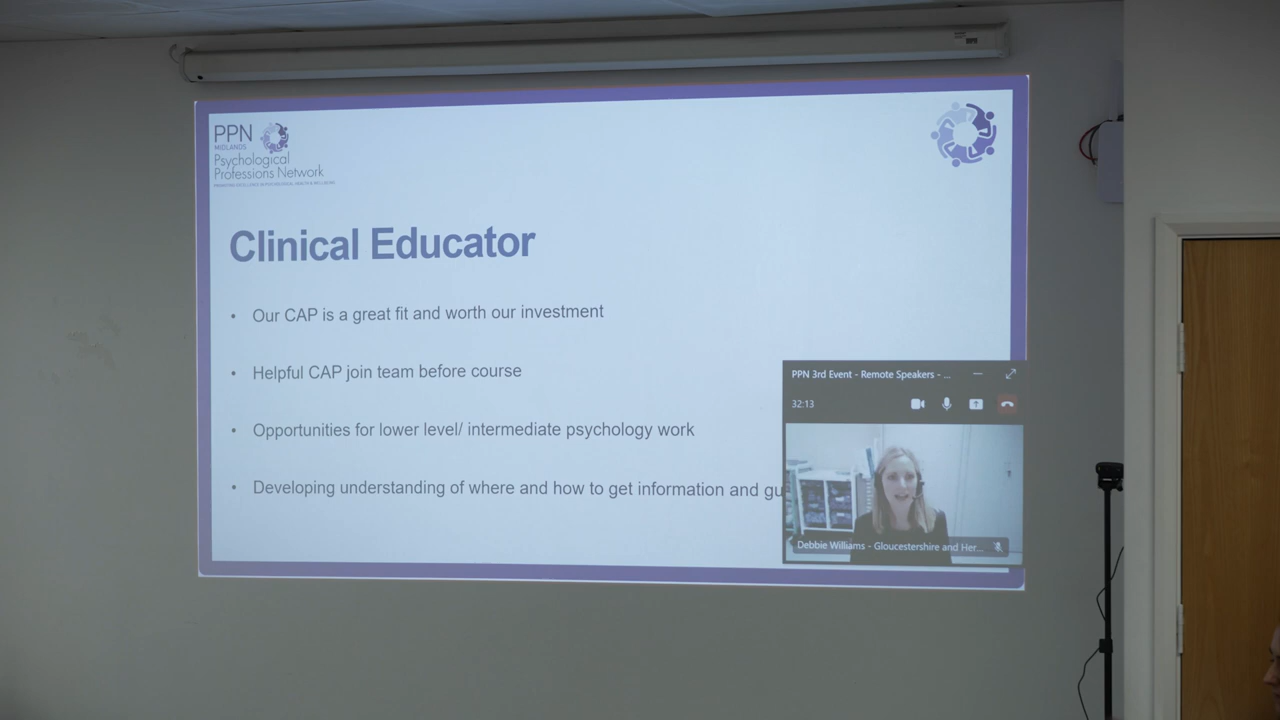 PPN
MIDLANDS
Psychological
Professions Network
Clinical Educator
• Our CAP is a great fit and worth our investment
• Helpful CAP join team before course
• Opportunities for lower level/ intermediate psychology work
• Developing understanding of where and how to get information and gu
PPN 3rd Event - Remote Speakers - ...
32:13
Debbie Williams - Gloucestershire and Her...